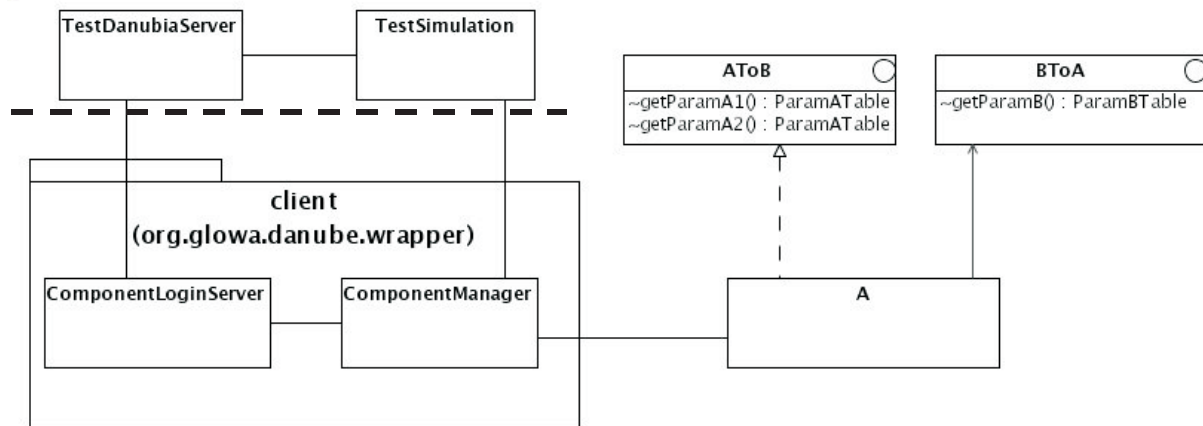 TestDanubiaServer
TestSimulation
AToB
~getParamA1() : ParamATable
~getParamA2() : ParamATable
BToA
~getParamB() : ParamBTable
client
(org.glowa.danube.wrapper)
ComponentLoginServer
ComponentManager
A